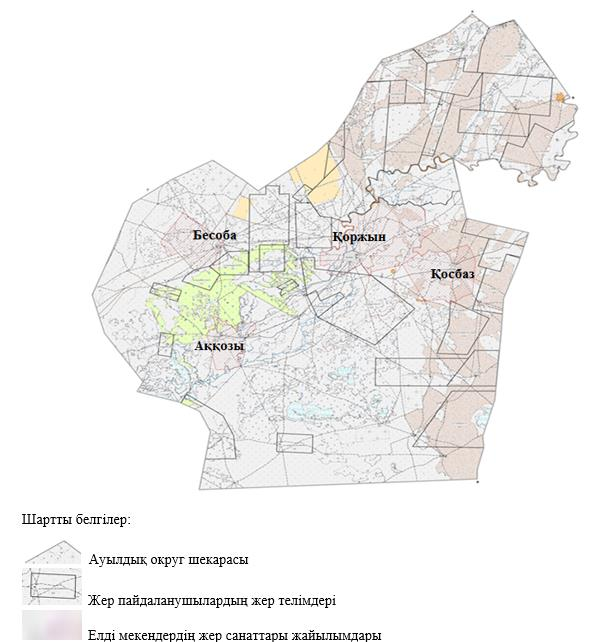 Бесоба
Қоржын
Қосбаз
Аққозы
Шартты белгілер:
Ауылдық округ шекарасы
Жер пайдаланушылардың жер телімдері
Елді мекендердің жер санаттары жайылымдары